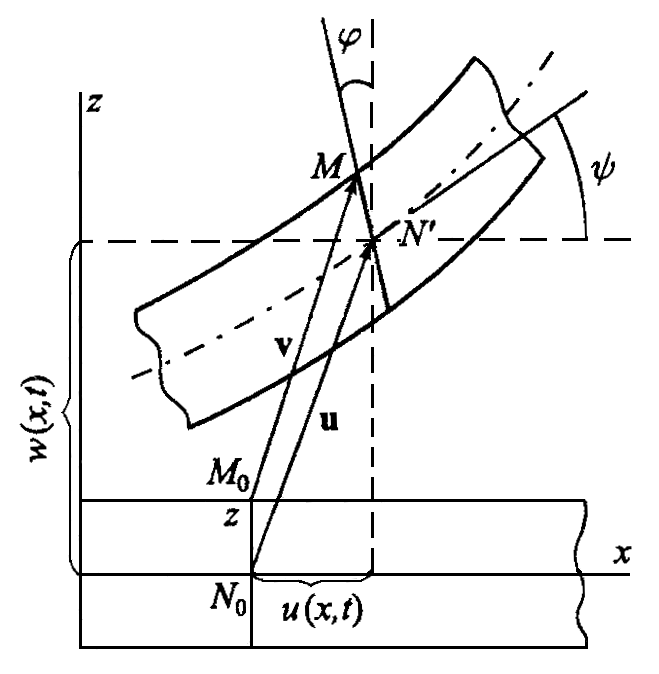 φ
z
M
ψ
N'
v
w(x,t)
u
M₀
z
x
N₀
u(x,t)